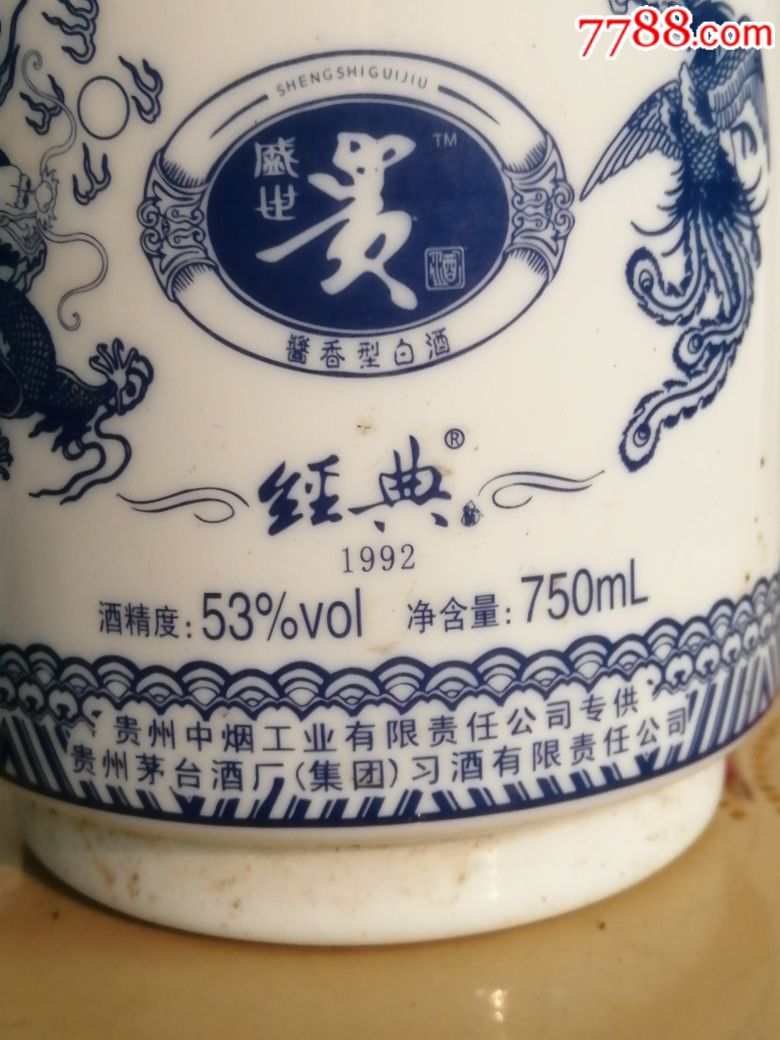 7788.com
SHENGSHIGUIJIU
盛世
贵
TM
酒
醬香型白酒
經典®
1992
酒精度: 53%vol 净含量: 750mL
贵州中烟工业有限责任公司专供
贵州茅台酒厂(集团)习酒有限责任公司